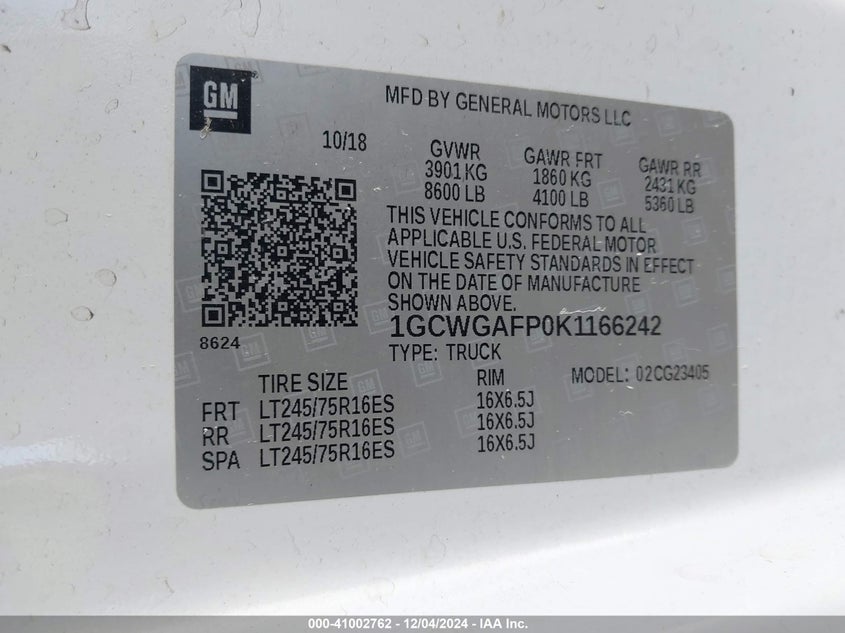 GM
MFD BY GENERAL MOTORS LLC
10/18
GVWR GAWR FRT GAWR RR
3901 KG 1860 KG 2431 KG
8600 LB 4100 LB 5360 LB
THIS VEHICLE CONFORMS TO ALL
APPLICABLE U.S. FEDERAL MOTOR
VEHICLE SAFETY STANDARDS IN EFFECT
ON THE DATE OF MANUFACTURE
SHOWN ABOVE.
8624
1GCWGAFP0K1166242
TYPE: TRUCK
TIRE SIZE RIM MODEL: 02CG23405
FRT LT245/75R16ES 16X6.5J
RR LT245/75R16ES 16X6.5J
SPA LT245/75R16ES 16X6.5J
000-41002762 - 12/04/2024 - IAA Inc.